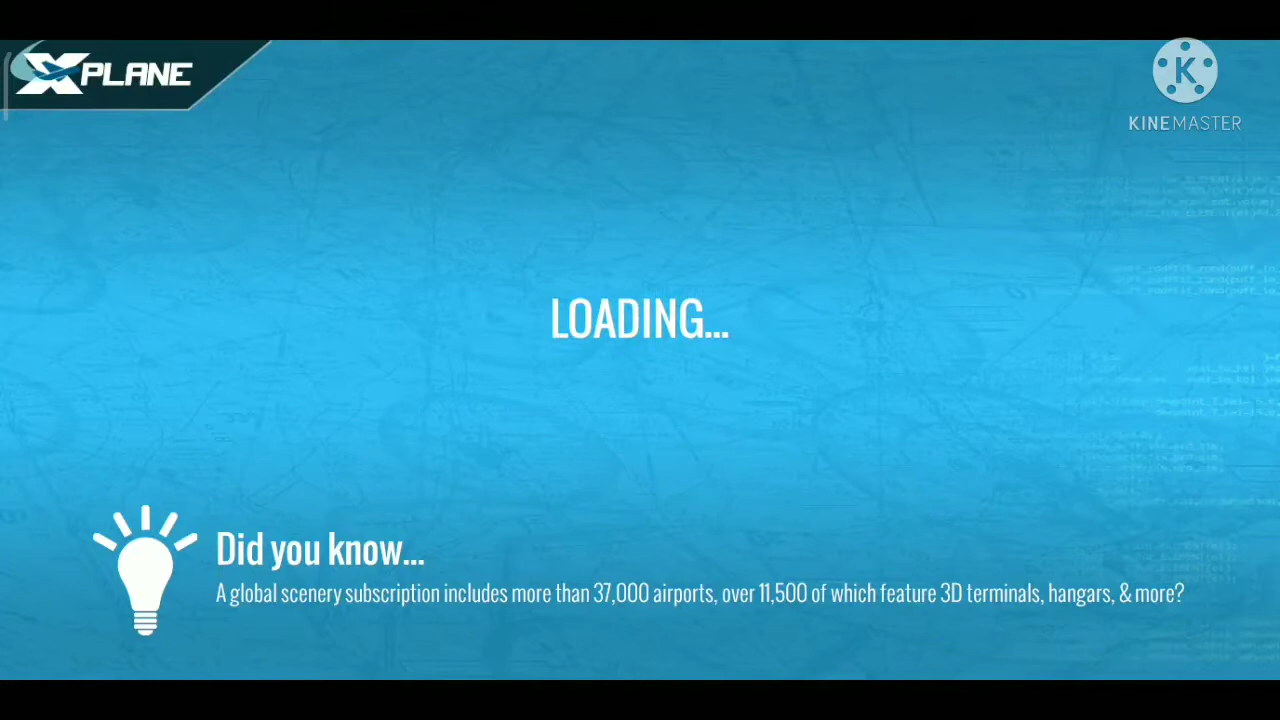 X PLANE
K
KINEMASTER
LOADING...
Did you know...
A global scenery subscription includes more than 37,000 airports, over 11,500 of which feature 3D terminals, hangars, & more?